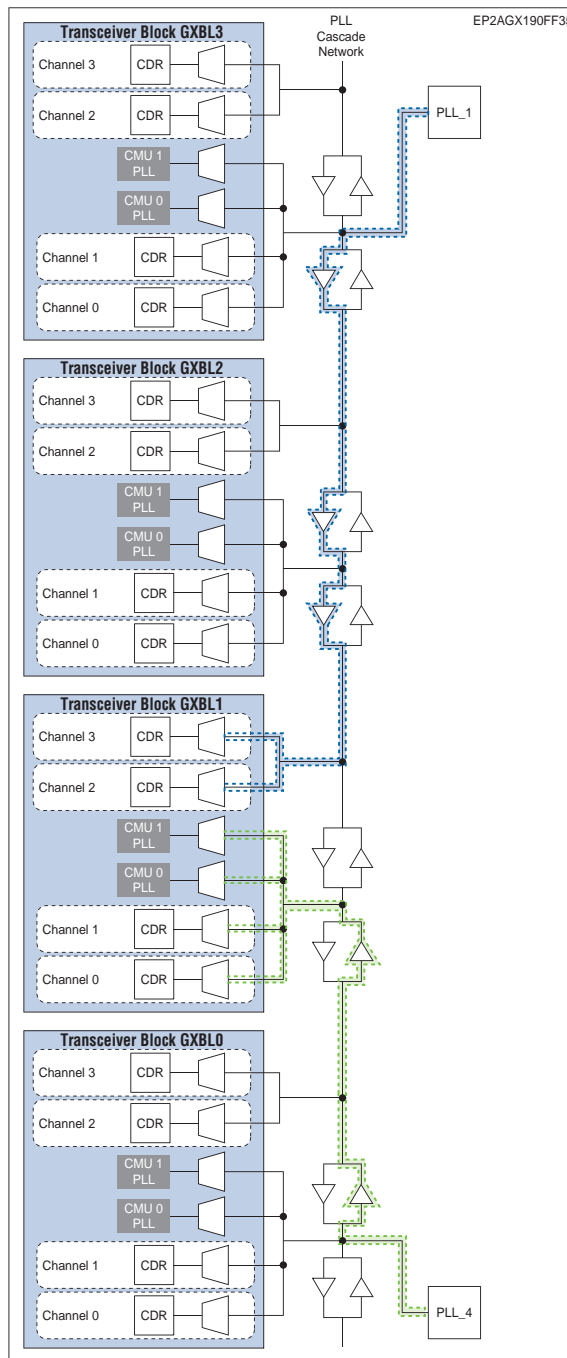 Transceiver Block GXBL3
PLL
Cascade
Network
Channel 3
CDR
Channel 2
CDR
CMU 1
PLL
CMU 0
PLL
Channel 1
CDR
Channel 0
CDR
PLL_1
Transceiver Block GXBL2
Channel 3
CDR
Channel 2
CDR
CMU 1
PLL
CMU 0
PLL
Channel 1
CDR
Channel 0
CDR
Transceiver Block GXBL1
Channel 3
CDR
Channel 2
CDR
CMU 1
PLL
CMU 0
PLL
Channel 1
CDR
Channel 0
CDR
Transceiver Block GXBL0
Channel 3
CDR
Channel 2
CDR
CMU 1
PLL
CMU 0
PLL
Channel 1
CDR
Channel 0
CDR
PLL_4